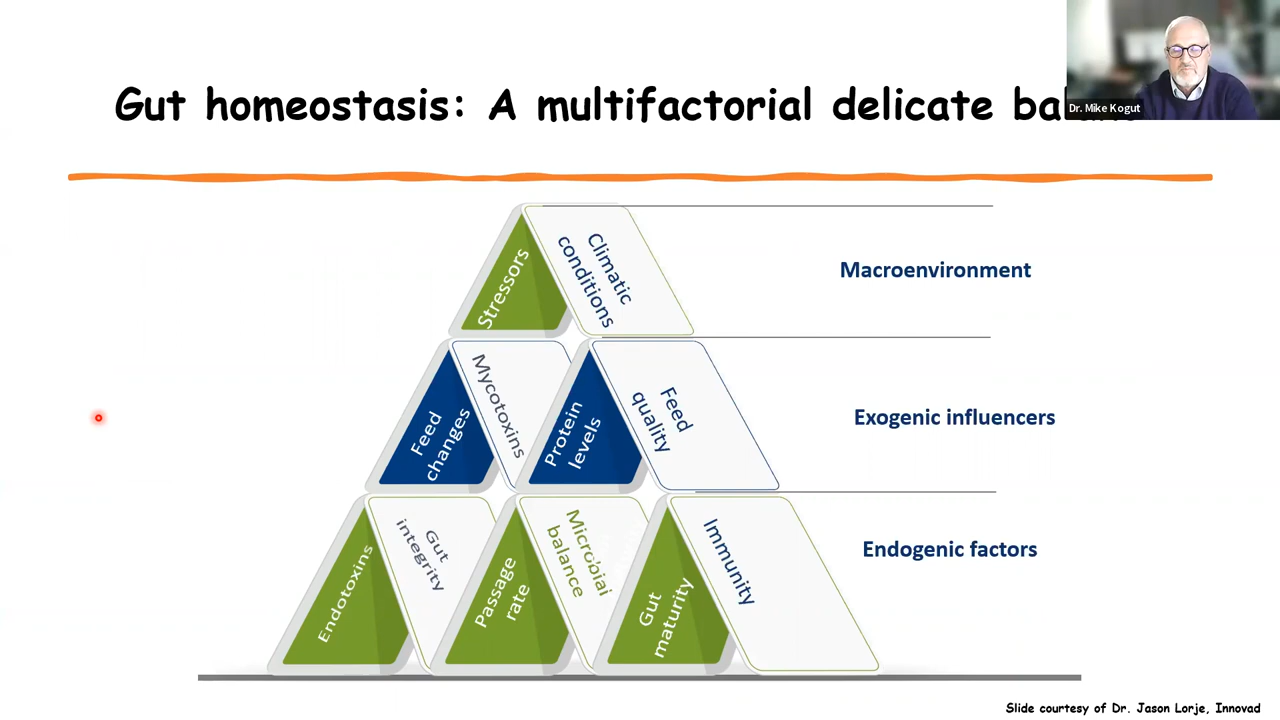 Gut homeostasis: A multifactorial delicate
Dr. Mike Kogut
Stressors
Climatic
conditions
Macroenvironment
Feed
changes
Mycotoxins
Protein
levels
Feed
quality
Exogenic influencers
Endotoxins
Gut
integrity
Passage
rate
Microbial
balance
Gut
maturity
Immunity
Endogenic factors
Slide courtesy of Dr. Jason Lorje, Innovad